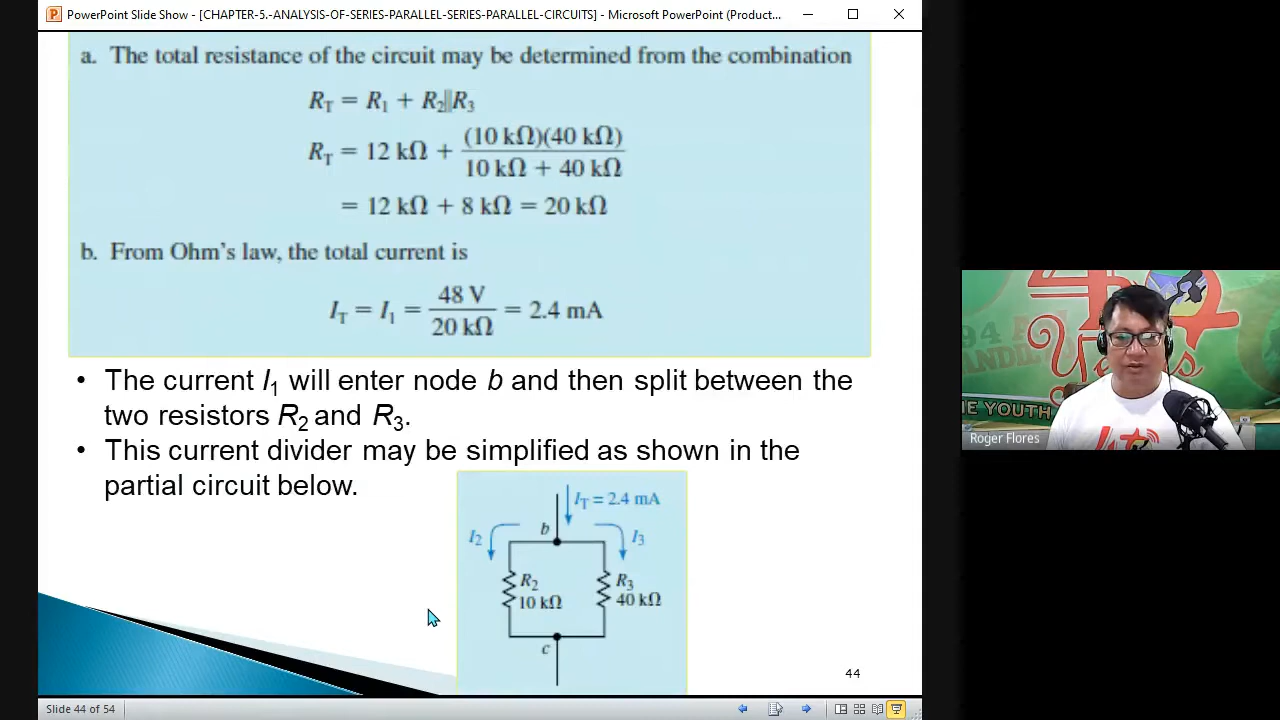 PowerPoint Slide Show - [CHAPTER-5.-ANALYSIS-OF-SERIES-PARALLEL-SERIES-PARALLEL-CIRCUITS] - Microsoft PowerPoint (Product...
a. The total resistance of the circuit may be determined from the combination
R_T = R_1 + R_2||R_3
R_T = 12 kΩ + (10 kΩ)(40 kΩ) / 10 kΩ + 40 kΩ
= 12 kΩ + 8 kΩ = 20 kΩ
b. From Ohm's law, the total current is
I_T = I_1 = 48 V / 20 kΩ = 2.4 mA
• The current I_1 will enter node b and then split between the
two resistors R_2 and R_3.
• This current divider may be simplified as shown in the
partial circuit below.
I_T = 2.4 mA
b
I_2
I_3
R_2
10 kΩ
R_3
40 kΩ
c
44
Slide 44 of 54
94
THE YOUTH
Roger Flores